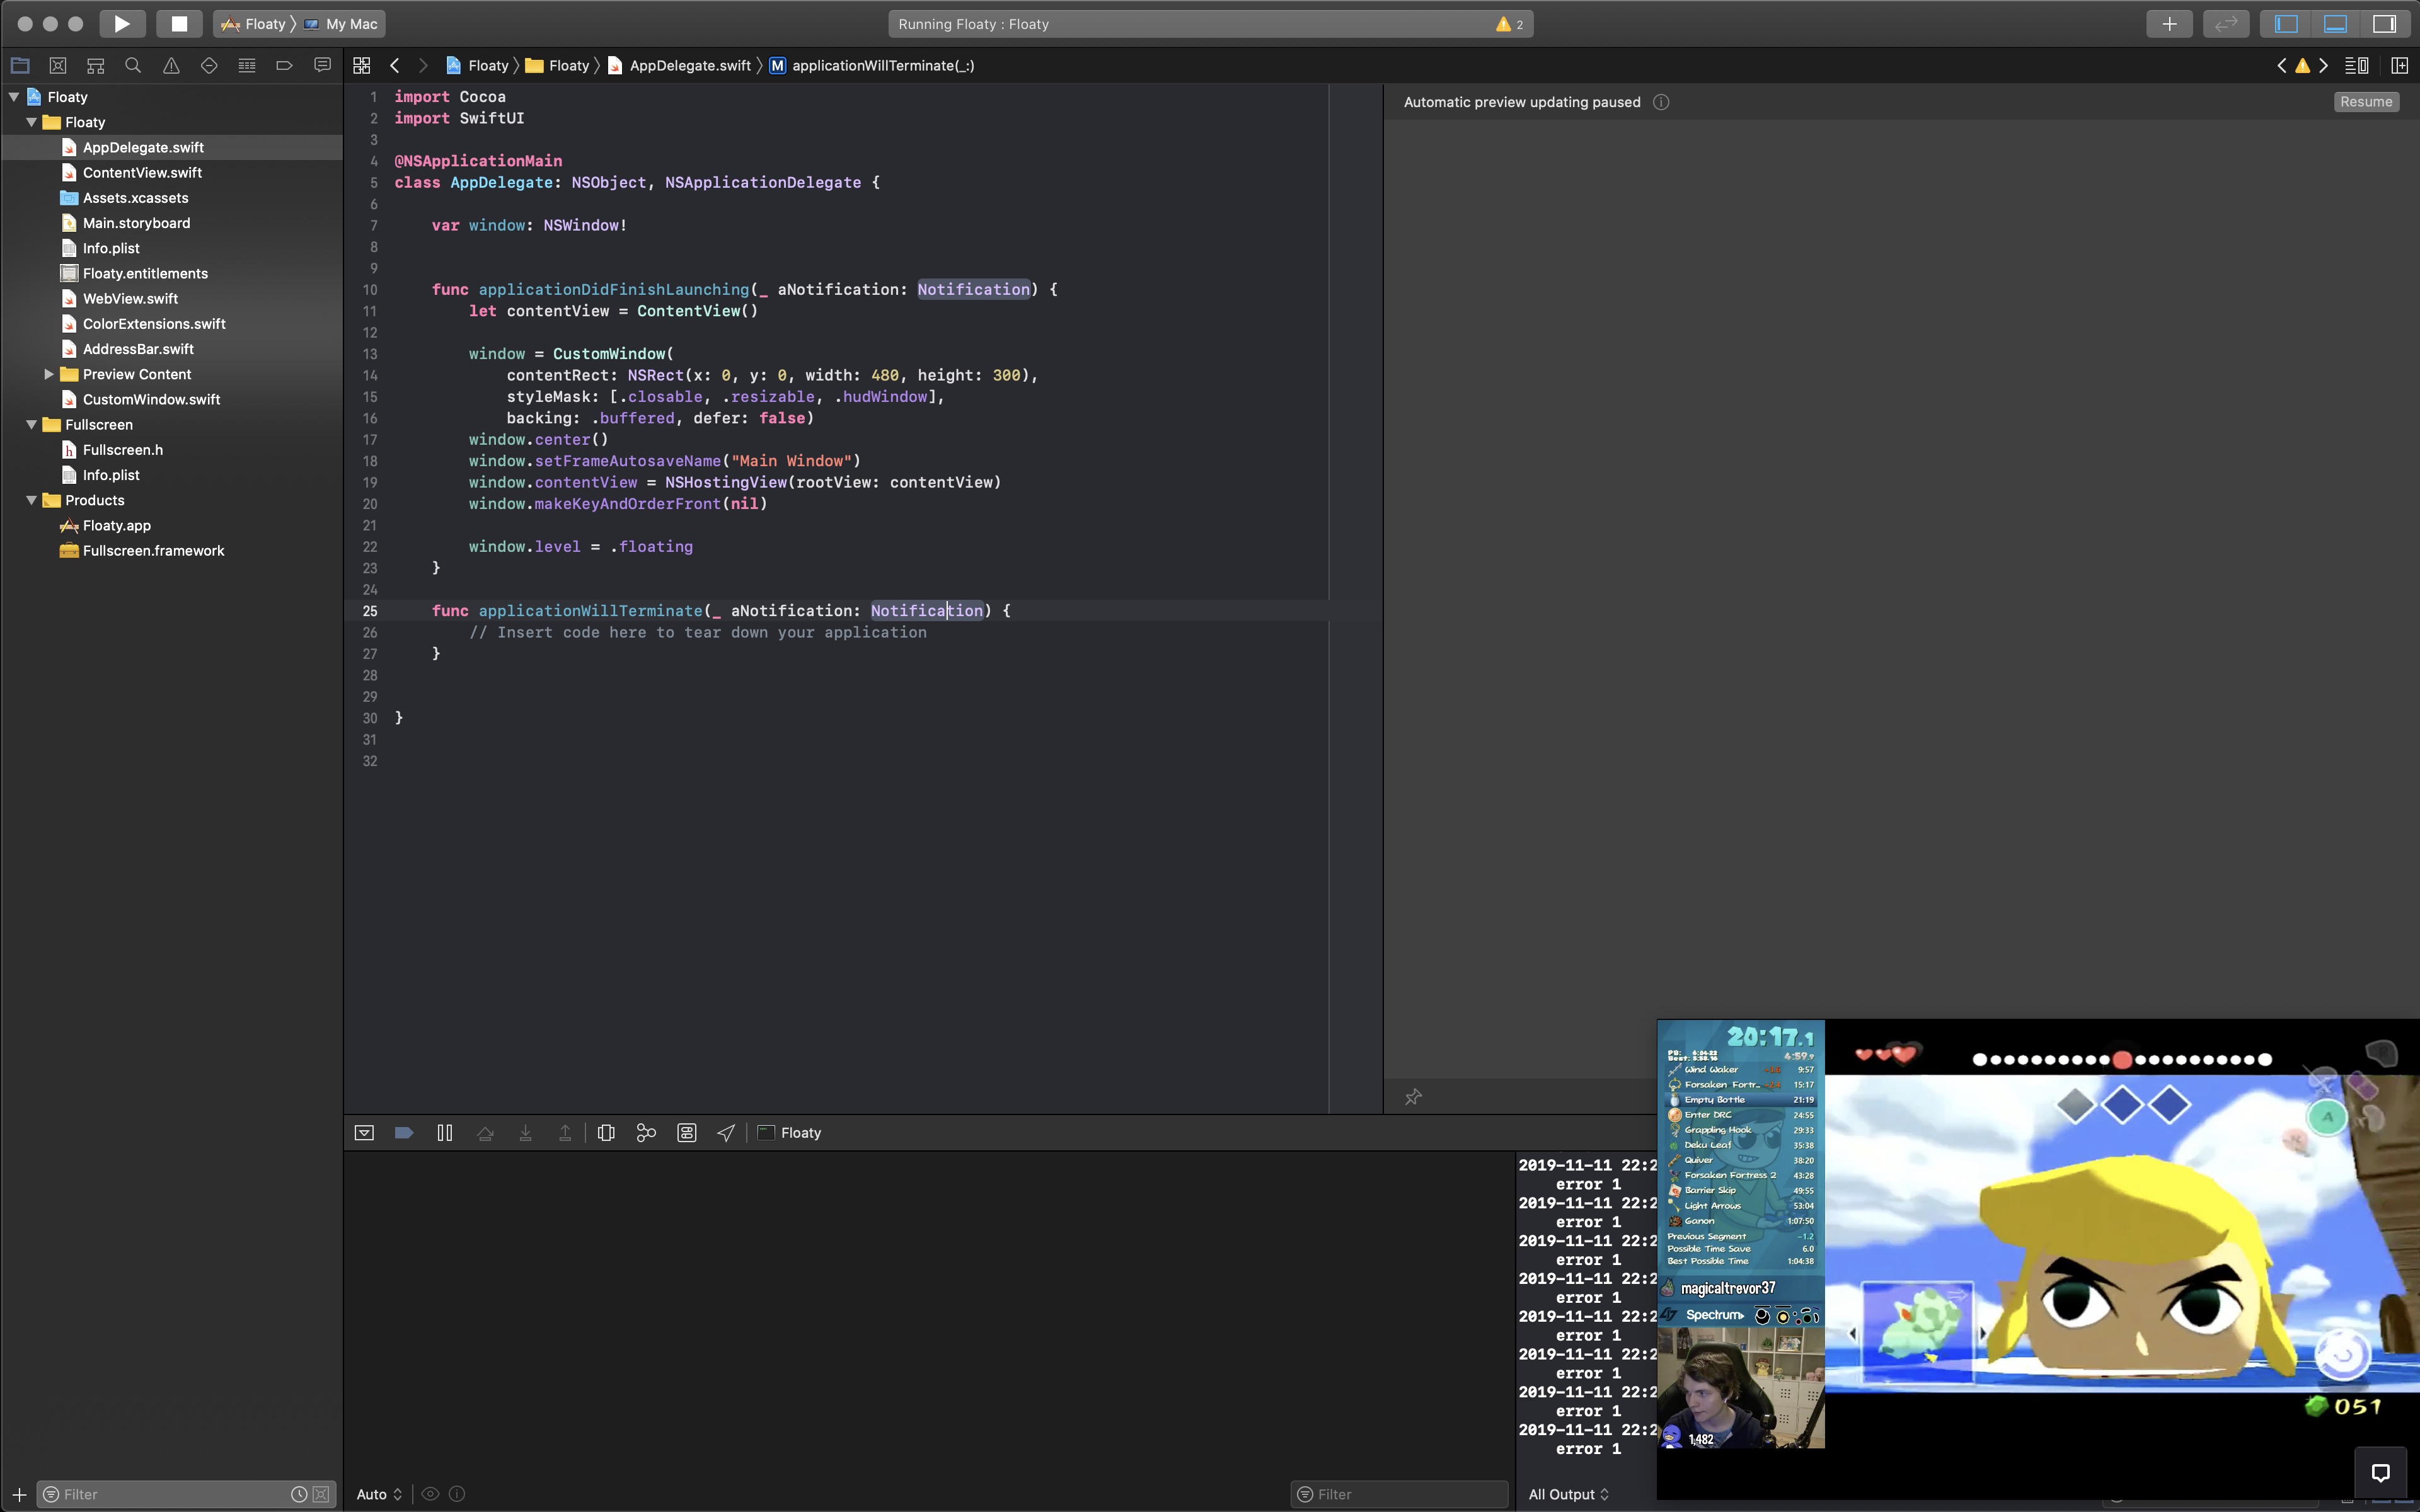 Floaty
My Mac
Running Floaty : Floaty
2
Floaty
Floaty
AppDelegate.swift
M
applicationWillTerminate(_:)
Floaty
Floaty
AppDelegate.swift
ContentView.swift
Assets.xcassets
Main.storyboard
Info.plist
Floaty.entitlements
WebView.swift
ColorExtensions.swift
AddressBar.swift
Preview Content
CustomWindow.swift
Fullscreen
h
Fullscreen.h
Info.plist
Products
Floaty.app
Fullscreen.framework
Filter
1 import Cocoa
2 import SwiftUI
3
4 @NSApplicationMain
5 class AppDelegate: NSObject, NSApplicationDelegate {
6
7 var window: NSWindow!
8
9
10 func applicationDidFinishLaunching(_ aNotification: Notification) {
11 let contentView = ContentView()
12
13 window = CustomWindow(
14 contentRect: NSRect(x: 0, y: 0, width: 480, height: 300),
15 styleMask: [.closable, .resizable, .hudWindow],
16 backing: .buffered, defer: false)
17 window.center()
18 window.setFrameAutosaveName("Main Window")
19 window.contentView = NSHostingView(rootView: contentView)
20 window.makeKeyAndOrderFront(nil)
21
22 window.level = .floating
23 }
24
25 func applicationWillTerminate(_ aNotification: Notification) {
26 // Insert code here to tear down your application
27 }
28
29
30 }
31
32
Automatic preview updating paused
Resume
Floaty
Auto
Filter
2019-11-11 22:2
error 1
2019-11-11 22:2
error 1
2019-11-11 22:2
error 1
2019-11-11 22:2
error 1
2019-11-11 22:2
error 1
2019-11-11 22:2
error 1
2019-11-11 22:2
error 1
2019-11-11 22:2
error 1
All Output
20:17.1
PB:
Best:
4:59.9
Wind Waker 9:57
Forsaken Fortr... 15:17
Empty Bottle 21:19
Enter DRC 24:55
Grappling Hook 29:33
Deku Leaf 35:38
Quiver 38:20
Forsaken Fortress 2 43:28
Barrier Skip 49:55
Light Arrows 53:04
Ganon 1:07:50
Previous Segment -1.2
Possible Time Save 6.0
Best Possible Time 1:04:38
magicaltrevor37
Spectrum
1,482
A
051